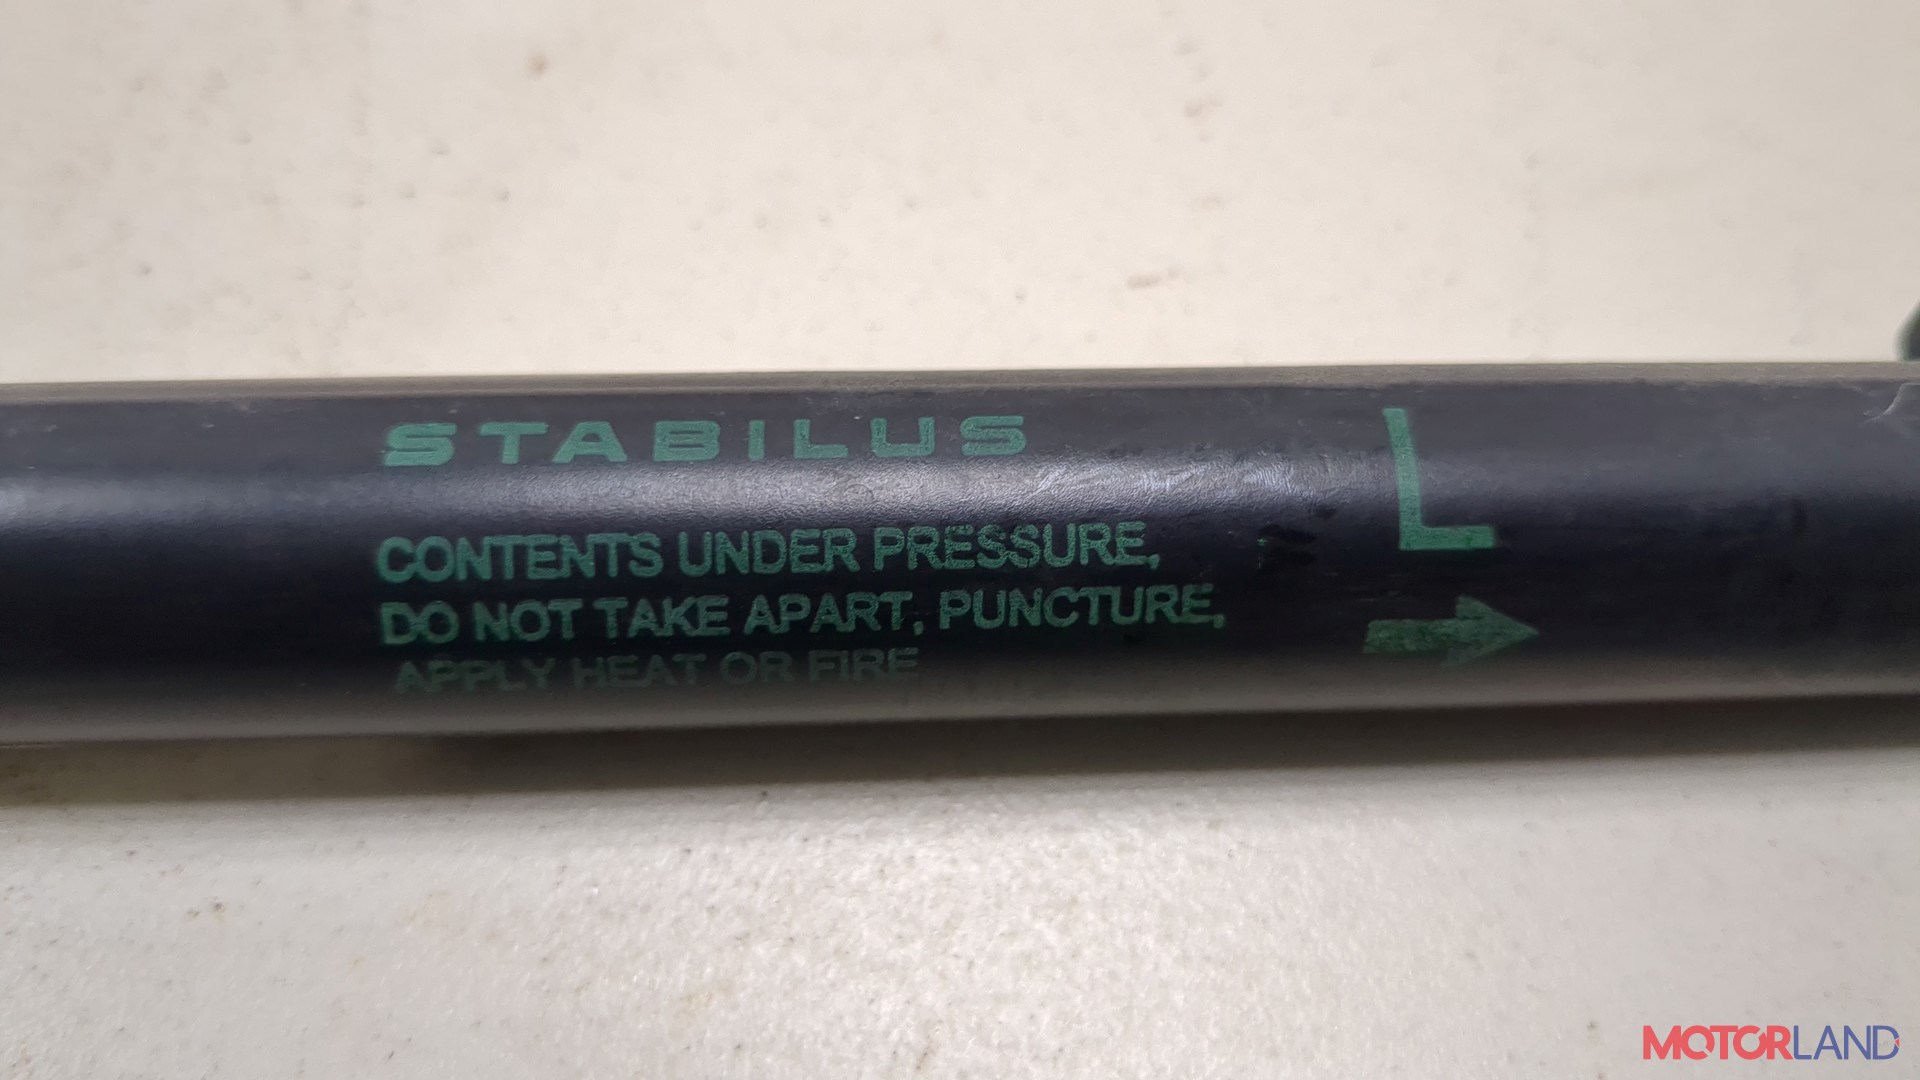 STABILUS
L
CONTENTS UNDER PRESSURE,
DO NOT TAKE APART, PUNCTURE,
APPLY HEAT OR FIRE
MOTORLAND